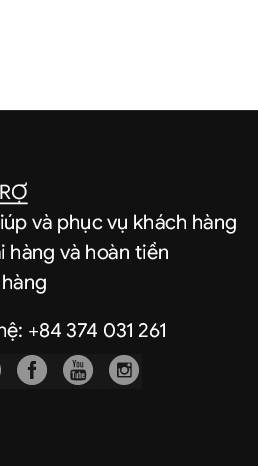 RỢ
iúp và phục vụ khách hàng
i hàng và hoàn tiền
hàng
hệ: +84 374 031 261
You Tube